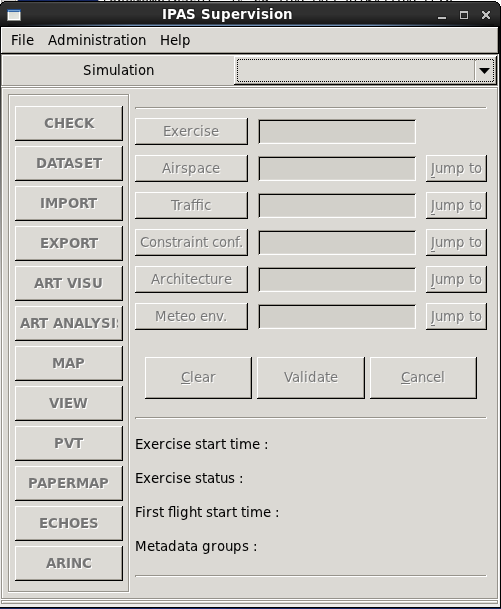 IPAS Supervision
File Administration Help
Simulation
CHECK
DATASET
IMPORT
EXPORT
ART VISU
ART ANALYSI
MAP
VIEW
PVT
PAPERMAP
ECHOES
ARINC
Exercise
Airspace Jump to
Traffic Jump to
Constraint conf. Jump to
Architecture Jump to
Meteo env. Jump to
Clear Validate Cancel
Exercise start time :
Exercise status :
First flight start time :
Metadata groups :